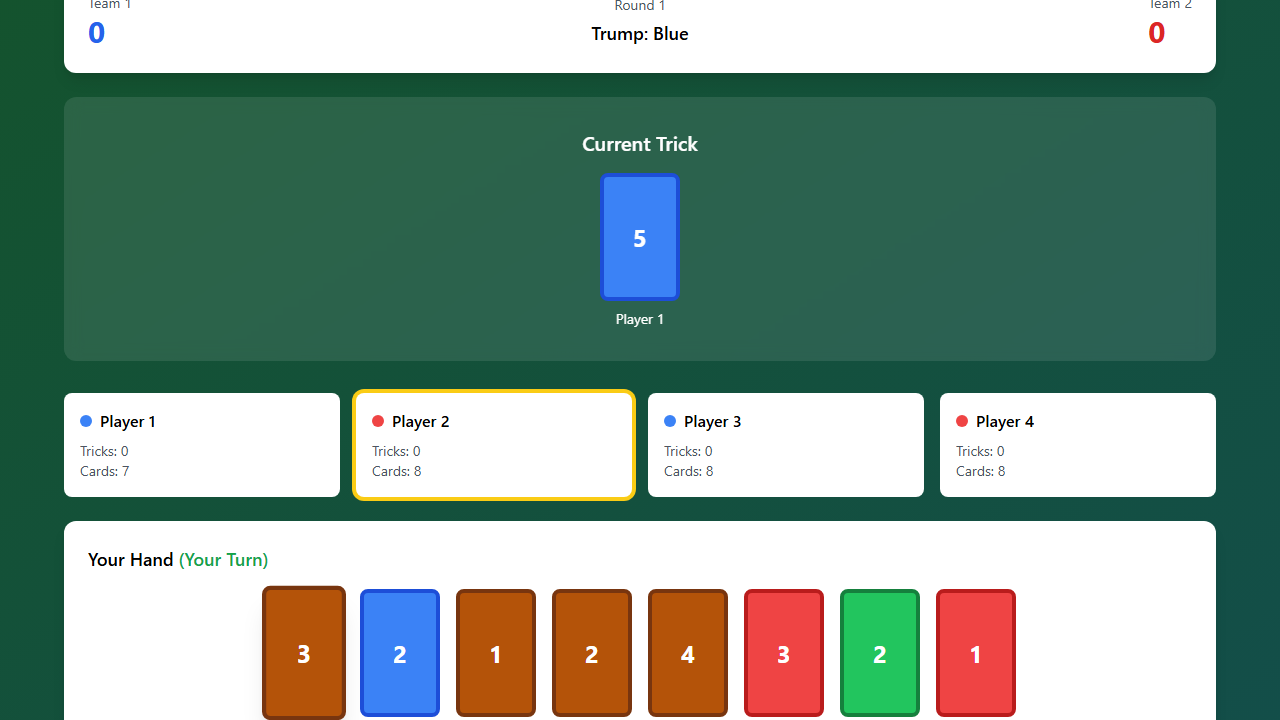 Team 1
Round 1
Team 2
0
Trump: Blue
0
Current Trick
5
Player 1
Player 1
Tricks: 0
Cards: 7
Player 2
Tricks: 0
Cards: 8
Player 3
Tricks: 0
Cards: 8
Player 4
Tricks: 0
Cards: 8
Your Hand (Your Turn)
3 2 1 2 4 3 2 1